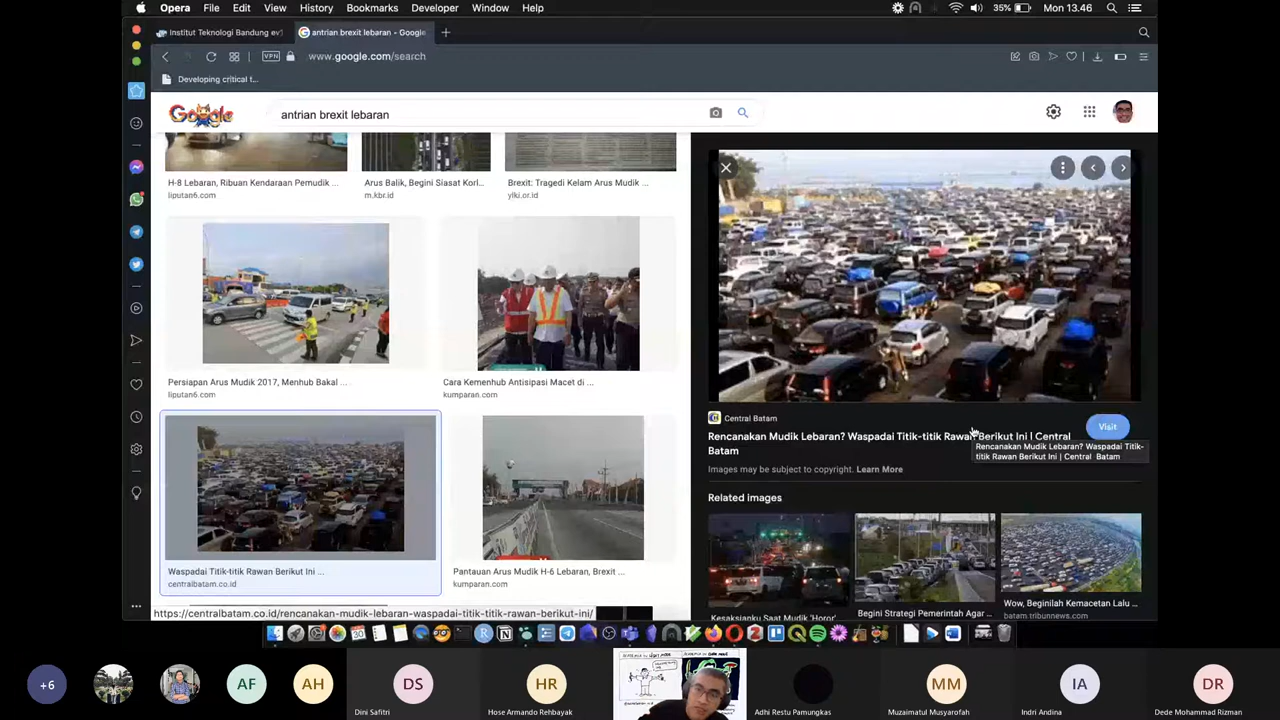 Opera File Edit View History Bookmarks Developer Window Help
35% Mon 13.46
Institut Teknologi Bandung ev
antrian brexit lebaran - Google
VPN www.google.com/search
Developing critical t...
Google
antrian brexit lebaran
H-8 Lebaran, Ribuan Kendaraan Pemudik ...
liputan6.com
Arus Balik, Begini Siasat Korl...
m.kbr.id
Brexit: Tragedi Kelam Arus Mudik ...
ylki.or.id
Persiapan Arus Mudik 2017, Menhub Bakal ...
liputan6.com
Cara Kemenhub Antisipasi Macet di ...
kumparan.com
Waspadai Titik-titik Rawan Berikut Ini ...
centralbatam.co.id
Pantauan Arus Mudik H-6 Lebaran, Brexit ...
kumparan.com
https://centralbatam.co.id/rencanakan-mudik-lebaran-waspadai-titik-titik-rawan-berikut-ini/
Central Batam
Rencanakan Mudik Lebaran? Waspadai Titik-titik Rawan Berikut Ini | Central
Batam
Visit
Rencanakan Mudik Lebaran? Waspadai Titik-
titik Rawan Berikut Ini | Central Batam
Images may be subject to copyright. Learn More
Related images
Kesaksianku Saat Mudik 'Horor'
Begini Strategi Pemerintah Agar ...
Wow, Beginilah Kemacetan Lalu ...
batam.tribunnews.com
30
+6
AF
AH
DS
Dini Safitri
HR
Hose Armando Rehbayak
Adhi Restu Pamungkas
MM
Muzaimatul Musyarofah
IA
Indri Andina
DR
Dede Mohammad Rizman